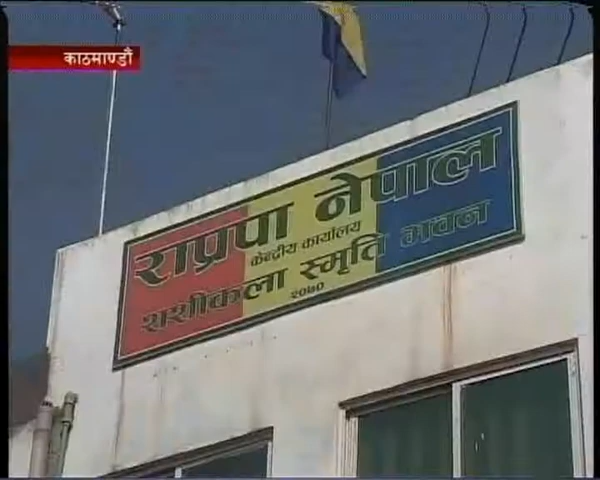 काठमाण्डौं
राप्रपा नेपाल
केन्द्रीय कार्यालय
शशीकला स्मृति भवन
२०७०